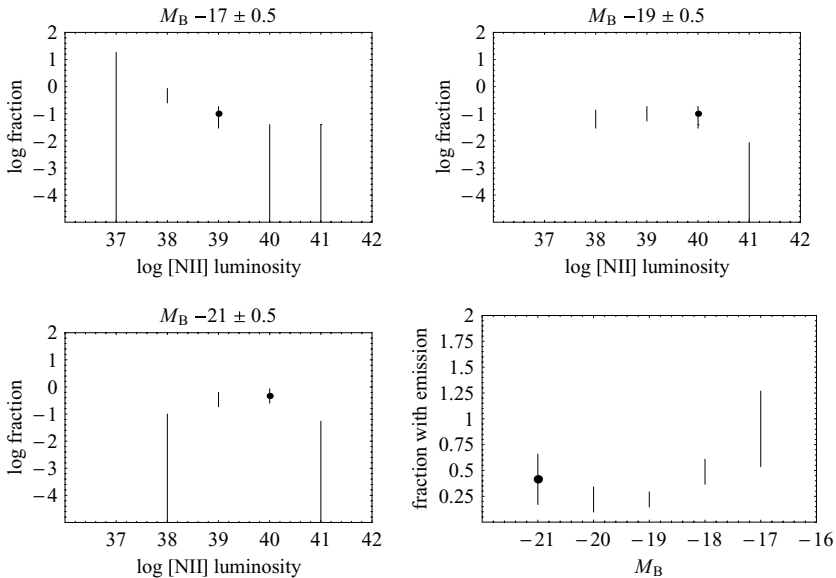 M_B −17 ± 0.5
2
1
0
−1
−2
−3
−4
log fraction
37 38 39 40 41 42
log [NII] luminosity
M_B −19 ± 0.5
2
1
0
−1
−2
−3
−4
log fraction
37 38 39 40 41 42
log [NII] luminosity
M_B −21 ± 0.5
2
1
0
−1
−2
−3
−4
log fraction
37 38 39 40 41 42
log [NII] luminosity
2
1.75
1.5
1.25
1
0.75
0.5
0.25
fraction with emission
−21 −20 −19 −18 −17 −16
M_B